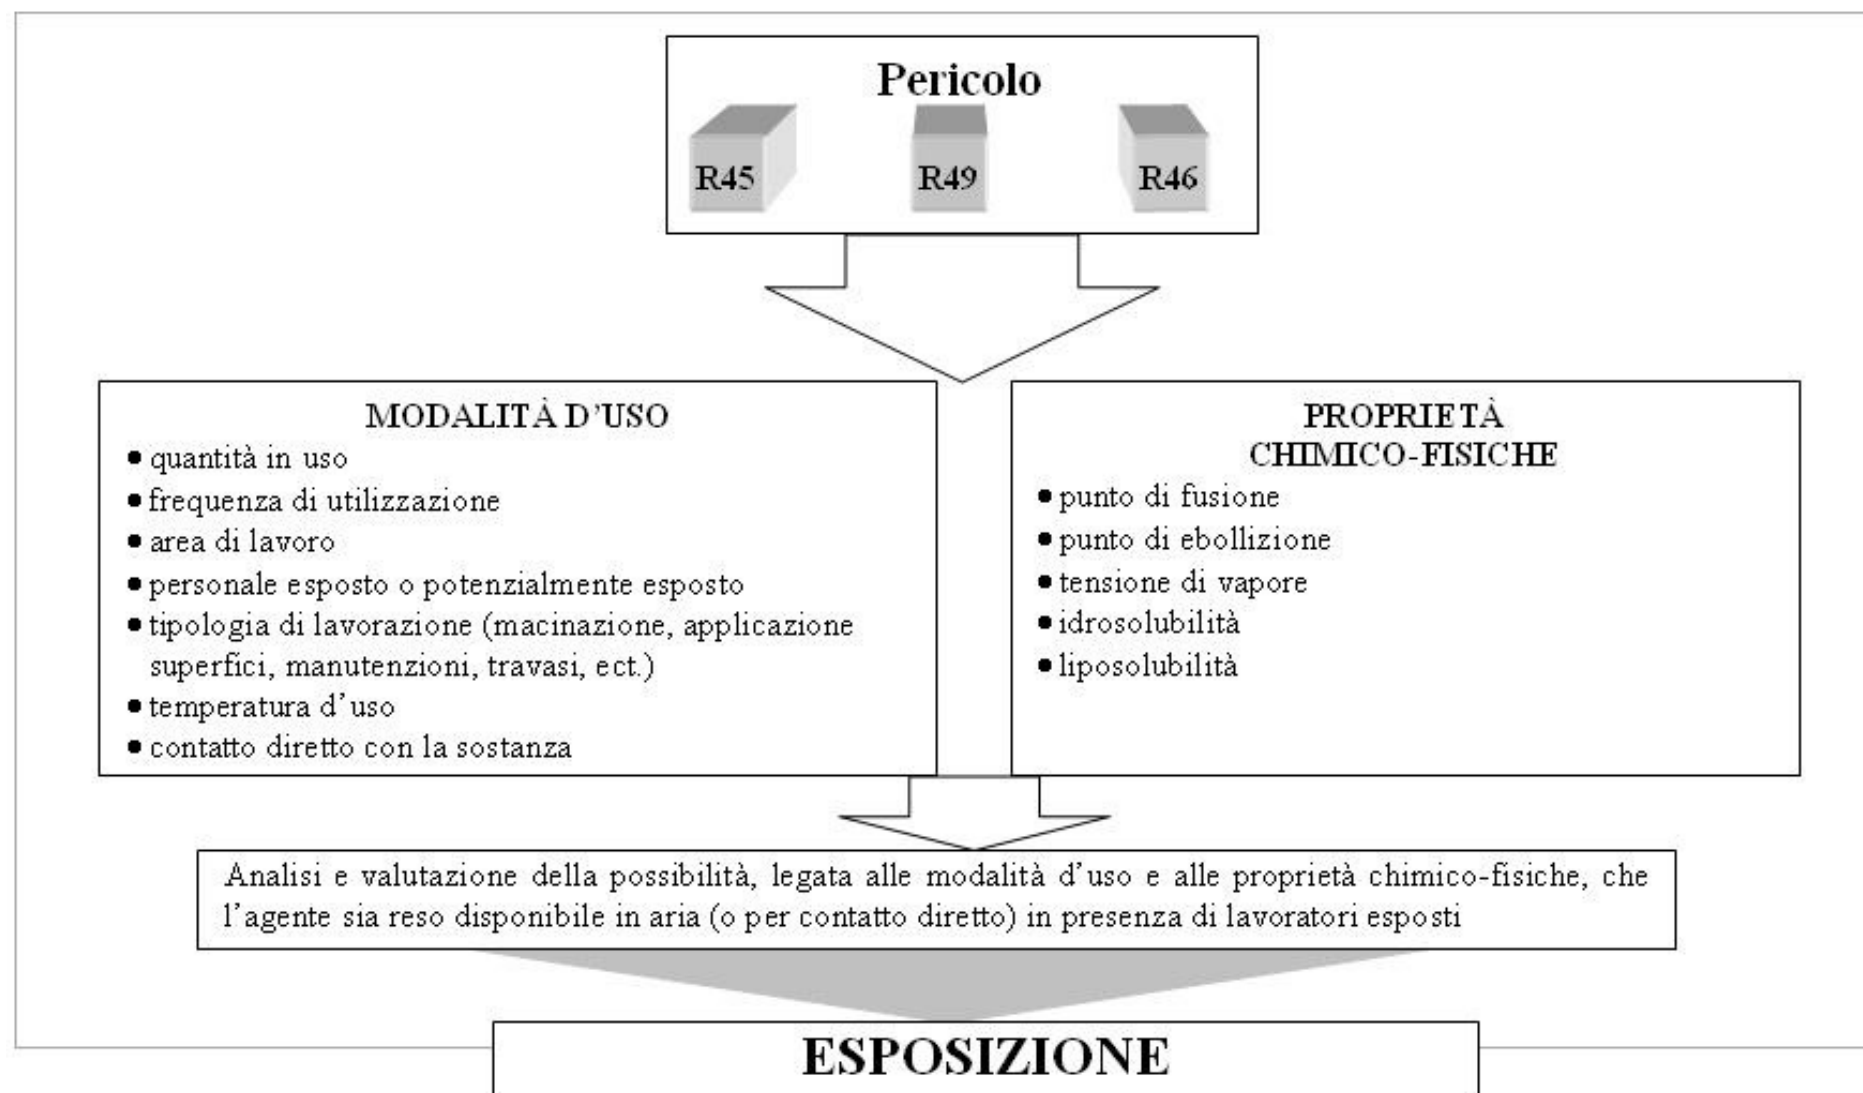 Pericolo
R45
R49
R46
MODALITÀ D'USO
• quantità in uso
• frequenza di utilizzazione
• area di lavoro
• personale esposto o potenzialmente esposto
• tipologia di lavorazione (macinazione, applicazione
superfici, manutenzioni, travasi, ect.)
• temperatura d'uso
• contatto diretto con la sostanza
PROPRIETÀ
CHIMICO-FISICHE
• punto di fusione
• punto di ebollizione
• tensione di vapore
• idrosolubilità
• liposolubilità
Analisi e valutazione della possibilità, legata alle modalità d'uso e alle proprietà chimico-fisiche, che
l'agente sia reso disponibile in aria (o per contatto diretto) in presenza di lavoratori esposti
ESPOSIZIONE